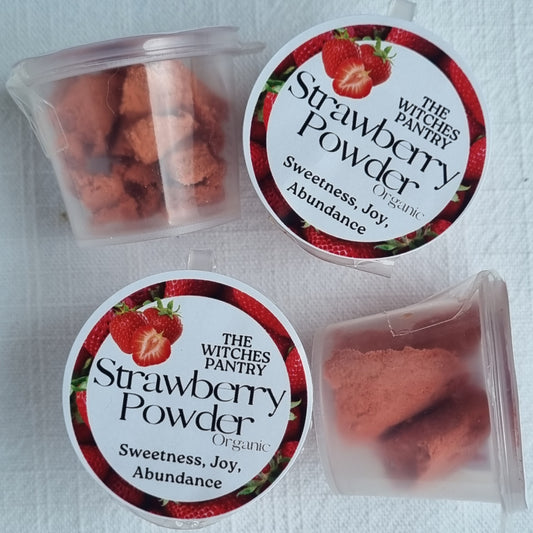 THE
WITCHES
PANTRY
Strawberry
Powder
Organic
Sweetness, Joy,
Abundance
THE
WITCHES
PANTRY
Strawberry
Powder
Organic
Sweetness, Joy,
Abundance